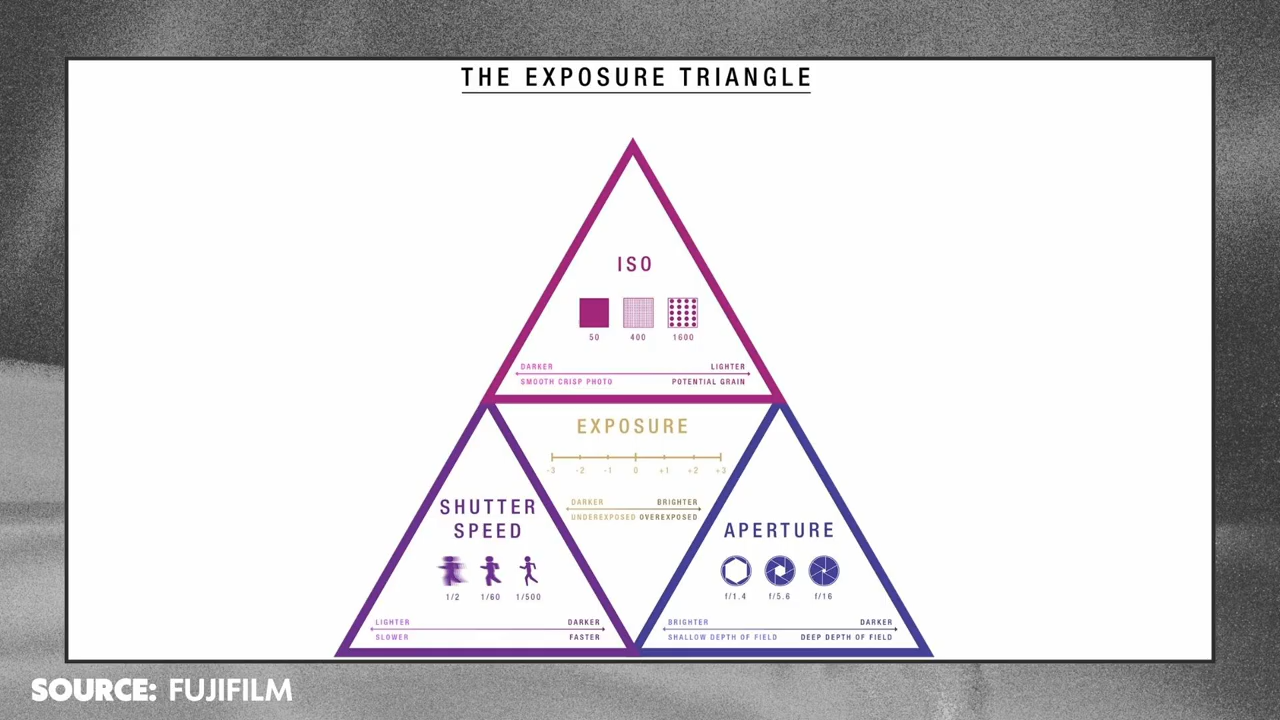 THE EXPOSURE TRIANGLE
ISO
50 400 1600
DARKER LIGHTER
SMOOTH CRISP PHOTO POTENTIAL GRAIN
EXPOSURE
-3 -2 -1 0 +1 +2 +3
DARKER BRIGHTER
UNDEREXPOSED OVEREXPOSED
SHUTTER
SPEED
1/2 1/60 1/500
LIGHTER DARKER
SLOWER FASTER
APERTURE
f/1.4 f/5.6 f/16
BRIGHTER DARKER
SHALLOW DEPTH OF FIELD DEEP DEPTH OF FIELD
SOURCE: FUJIFILM